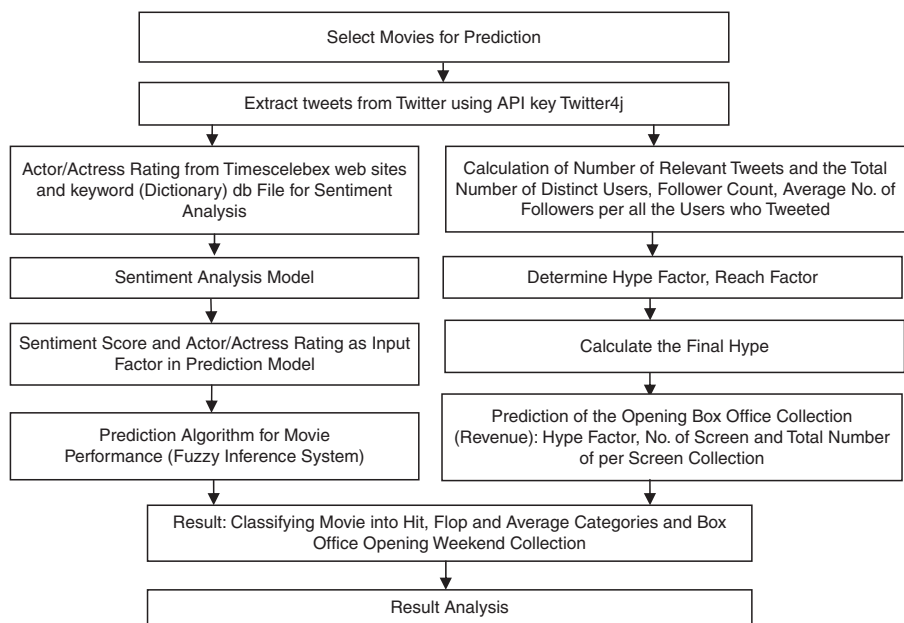 Select Movies for Prediction
Extract tweets from Twitter using API key Twitter4j
Actor/Actress Rating from Timescelebex web sites
and keyword (Dictionary) db File for Sentiment
Analysis
Calculation of Number of Relevant Tweets and the Total
Number of Distinct Users, Follower Count, Average No. of
Followers per all the Users who Tweeted
Sentiment Analysis Model
Determine Hype Factor, Reach Factor
Sentiment Score and Actor/Actress Rating as Input
Factor in Prediction Model
Calculate the Final Hype
Prediction Algorithm for Movie
Performance (Fuzzy Inference System)
Prediction of the Opening Box Office Collection
(Revenue): Hype Factor, No. of Screen and Total Number
of per Screen Collection
Result: Classifying Movie into Hit, Flop and Average Categories and Box
Office Opening Weekend Collection
Result Analysis